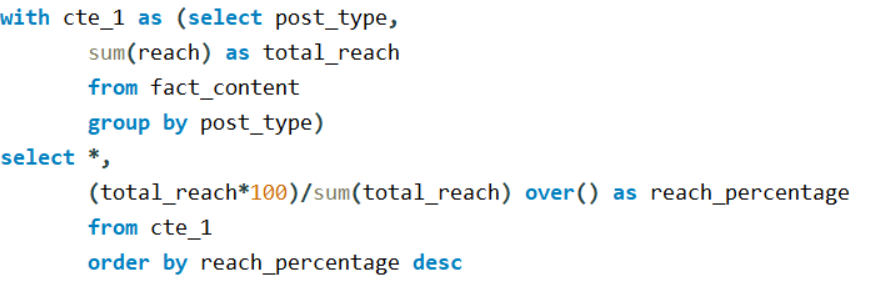 with cte_1 as (select post_type,
sum(reach) as total_reach
from fact_content
group by post_type)
select *,
(total_reach*100)/sum(total_reach) over() as reach_percentage
from cte_1
order by reach_percentage desc